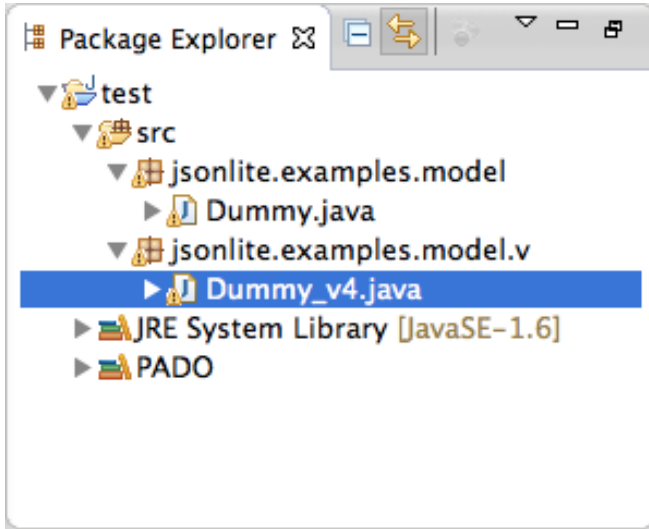 Package Explorer
test
src
jsonlite.examples.model
Dummy.java
jsonlite.examples.model.v
Dummy_v4.java
JRE System Library [JavaSE-1.6]
PADO